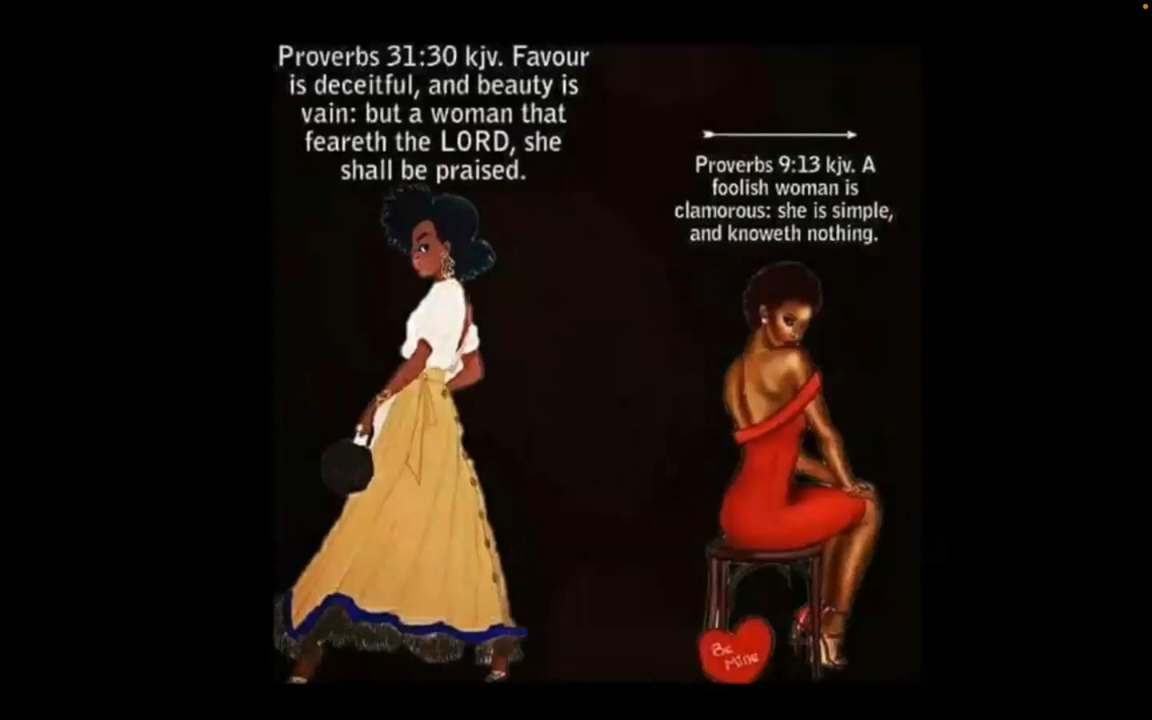 Proverbs 31:30 kjv. Favour
is deceitful, and beauty is
vain: but a woman that
feareth the LORD, she
shall be praised.
Proverbs 9:13 kjv. A
foolish woman is
clamorous: she is simple,
and knoweth nothing.
Be
Mine